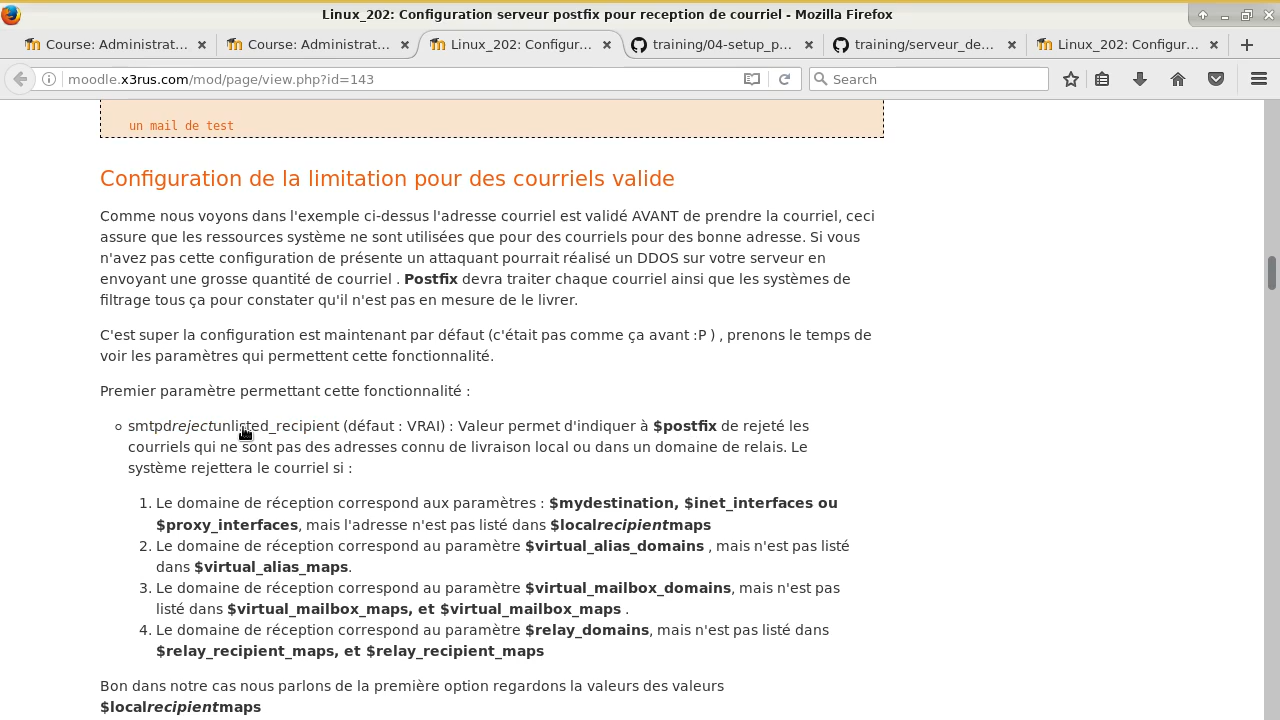 Linux_202: Configuration serveur postfix pour reception de courriel - Mozilla Firefox
Course: Administrat… Course: Administrat… Linux_202: Configur… training/04-setup_p… training/serveur_de… Linux_202: Configur…
moodle.x3rus.com/mod/page/view.php?id=143 Search
un mail de test
Configuration de la limitation pour des courriels valide
Comme nous voyons dans l'exemple ci-dessus l'adresse courriel est validé AVANT de prendre la courriel, ceci
assure que les ressources système ne sont utilisées que pour des courriels pour des bonne adresse. Si vous
n'avez pas cette configuration de présente un attaquant pourrait réalisé un DDOS sur votre serveur en
envoyant une grosse quantité de courriel . Postfix devra traiter chaque courriel ainsi que les systèmes de
filtrage tous ça pour constater qu'il n'est pas en mesure de le livrer.
C'est super la configuration est maintenant par défaut (c'était pas comme ça avant :P ) , prenons le temps de
voir les paramètres qui permettent cette fonctionnalité.
Premier paramètre permettant cette fonctionnalité :
smtpdrejectunlisted_recipient (défaut : VRAI) : Valeur permet d'indiquer à $postfix de rejeté les
courriels qui ne sont pas des adresses connu de livraison local ou dans un domaine de relais. Le
système rejettera le courriel si :
1. Le domaine de réception correspond aux paramètres : $mydestination, $inet_interfaces ou
$proxy_interfaces, mais l'adresse n'est pas listé dans $localrecipientmaps
2. Le domaine de réception correspond au paramètre $virtual_alias_domains , mais n'est pas listé
dans $virtual_alias_maps.
3. Le domaine de réception correspond au paramètre $virtual_mailbox_domains, mais n'est pas
listé dans $virtual_mailbox_maps, et $virtual_mailbox_maps .
4. Le domaine de réception correspond au paramètre $relay_domains, mais n'est pas listé dans
$relay_recipient_maps, et $relay_recipient_maps
Bon dans notre cas nous parlons de la première option regardons la valeurs des valeurs
$localrecipientmaps